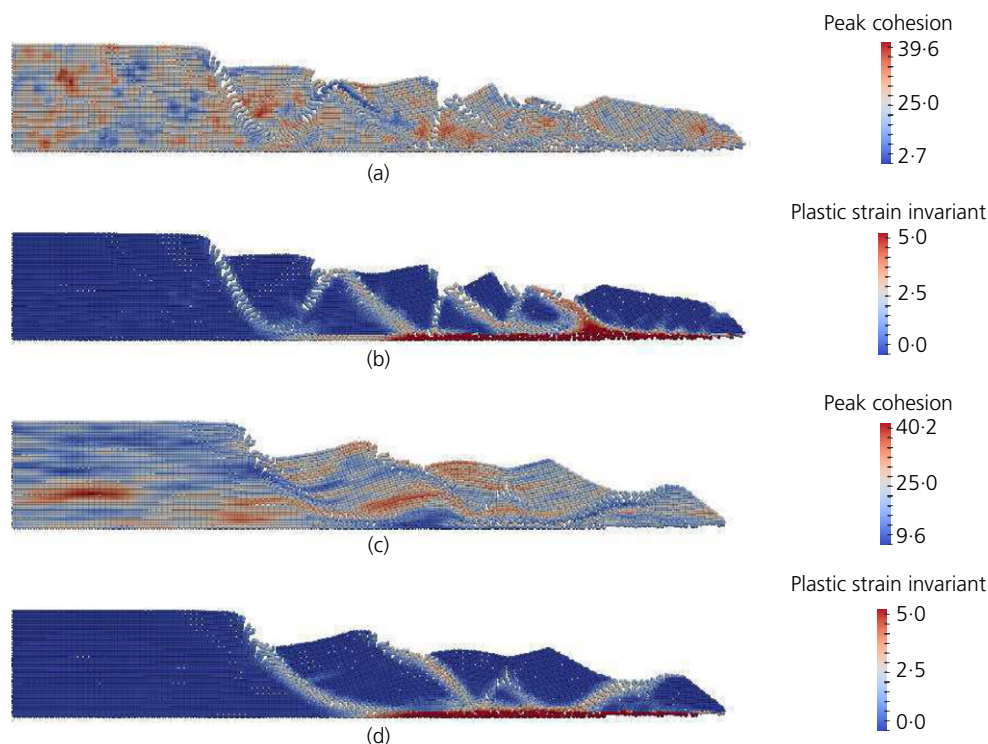 Peak cohesion
39·6
25·0
2·7
(a)
Plastic strain invariant
5·0
2·5
0·0
(b)
Peak cohesion
40·2
25·0
9·6
(c)
Plastic strain invariant
5·0
2·5
0·0
(d)